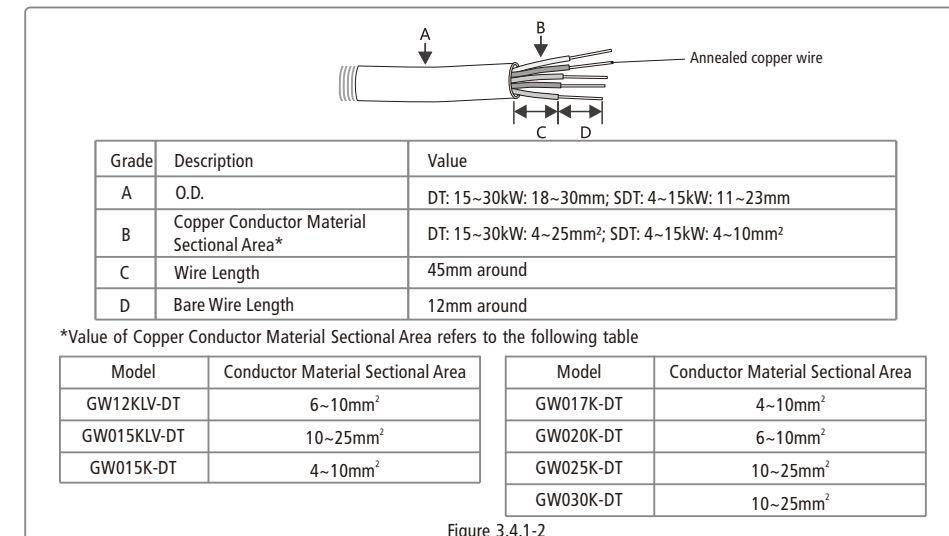 A
B
Annealed copper wire
C D
Grade Description Value
A O.D. DT: 15~30kW: 18~30mm; SDT: 4~15kW: 11~23mm
B Copper Conductor Material Sectional Area* DT: 15~30kW: 4~25mm²; SDT: 4~15kW: 4~10mm²
C Wire Length 45mm around
D Bare Wire Length 12mm around
*Value of Copper Conductor Material Sectional Area refers to the following table
Model Conductor Material Sectional Area
GW12KLV-DT 6~10mm²
GW015KLV-DT 10~25mm²
GW015K-DT 4~10mm²
Model Conductor Material Sectional Area
GW017K-DT 4~10mm²
GW020K-DT 6~10mm²
GW025K-DT 10~25mm²
GW030K-DT 10~25mm²
Figure 3.4.1-2